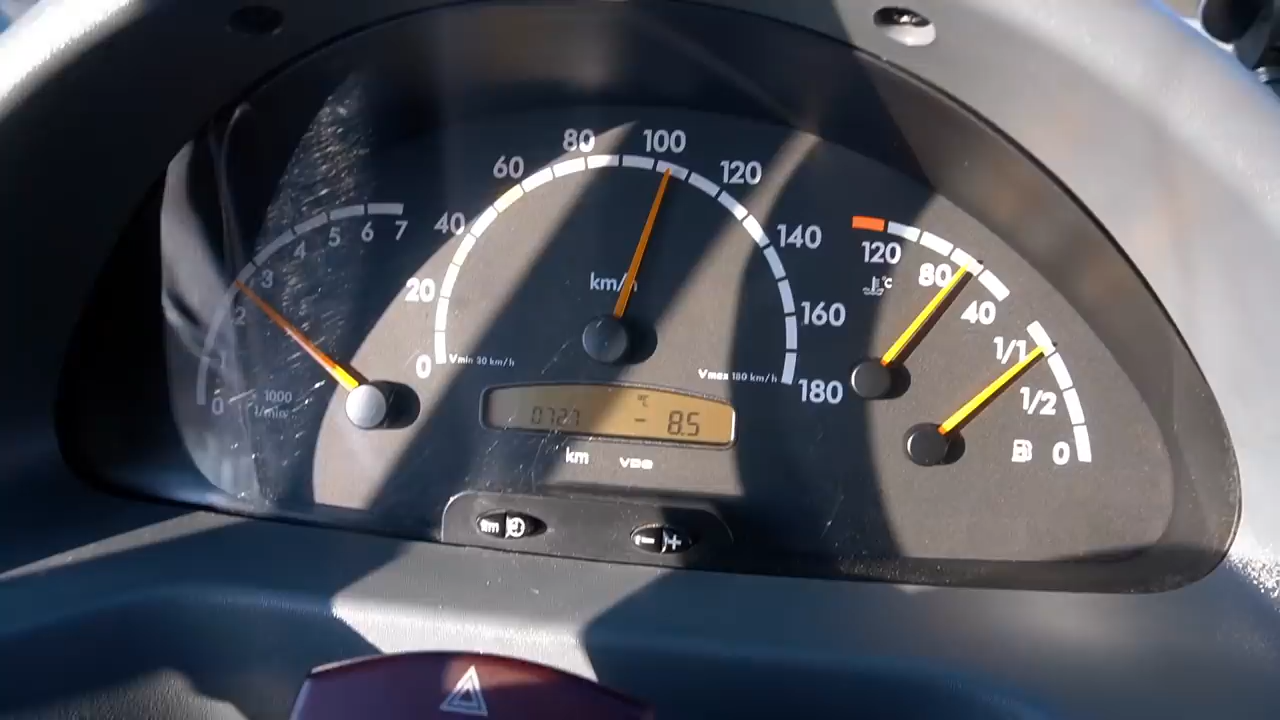 0 1 2 3 4 5 6 7
1000
1/min
0 20 40 60 80 100 120 140 160 180
km/h
Vmin 30 km/h
Vmax 180 km/h
°C
- 8.5
km VDO
km
- +
120 80 40
°C
1/1 1/2 0